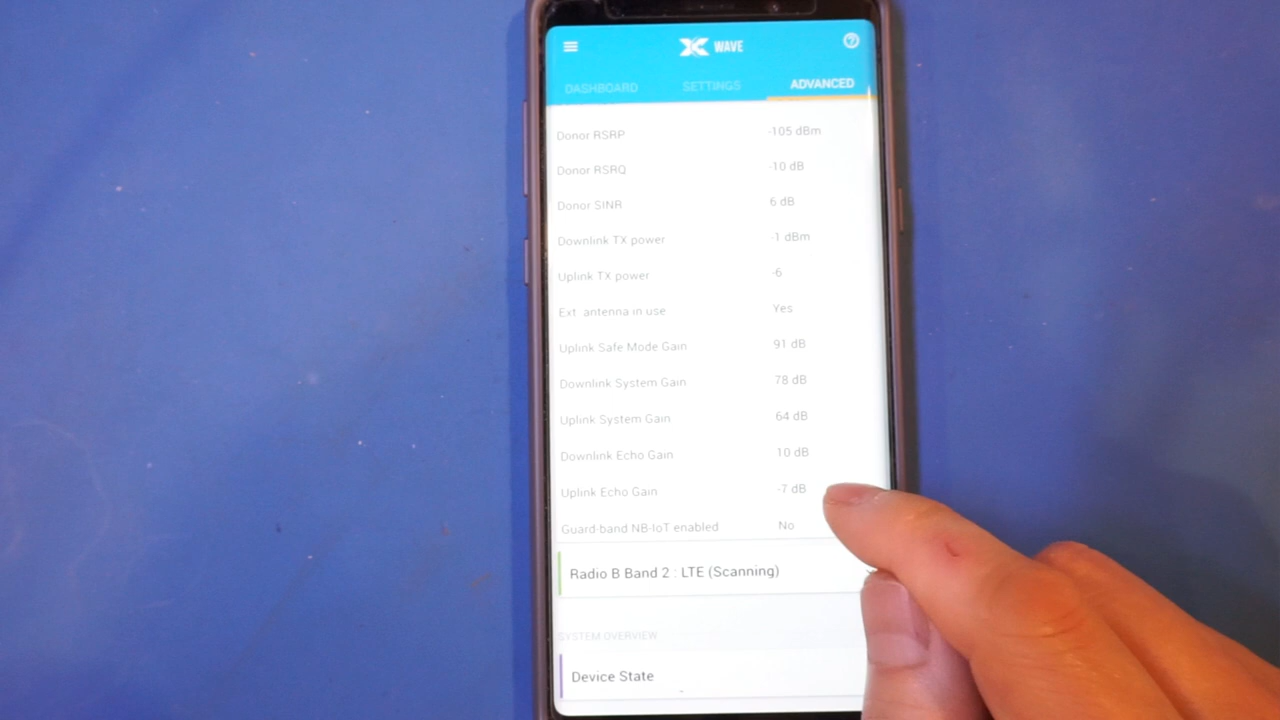 WAVE
DASHBOARD SETTINGS ADVANCED
Donor RSRP -105 dBm
Donor RSRQ -10 dB
Donor SINR 6 dB
Downlink TX power -1 dBm
Uplink TX power -6
Ext. antenna in use Yes
Uplink Safe Mode Gain 91 dB
Downlink System Gain 78 dB
Uplink System Gain 64 dB
Downlink Echo Gain 10 dB
Uplink Echo Gain -7 dB
Guard-band NB-IoT enabled No
Radio B Band 2 : LTE (Scanning)
SYSTEM OVERVIEW
Device State